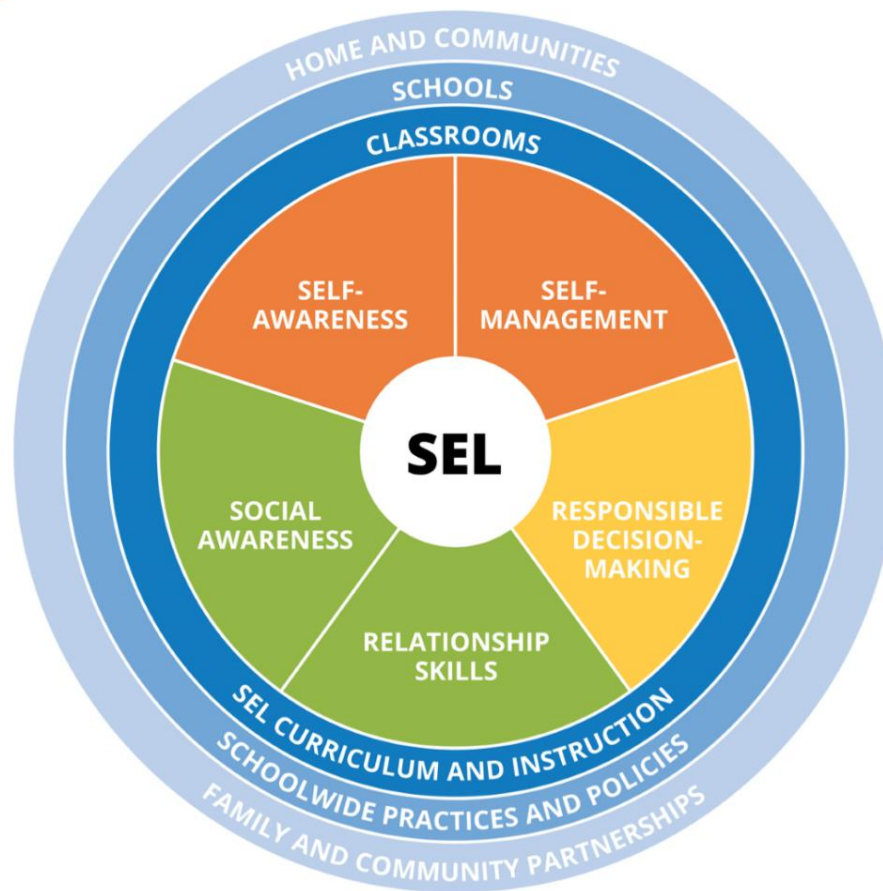 HOME AND COMMUNITIES
SCHOOLS
CLASSROOMS
SELF-
AWARENESS
SELF-
MANAGEMENT
SEL
SOCIAL
AWARENESS
RESPONSIBLE
DECISION-
MAKING
RELATIONSHIP
SKILLS
SEL CURRICULUM AND INSTRUCTION
SCHOOLWIDE PRACTICES AND POLICIES
FAMILY AND COMMUNITY PARTNERSHIPS